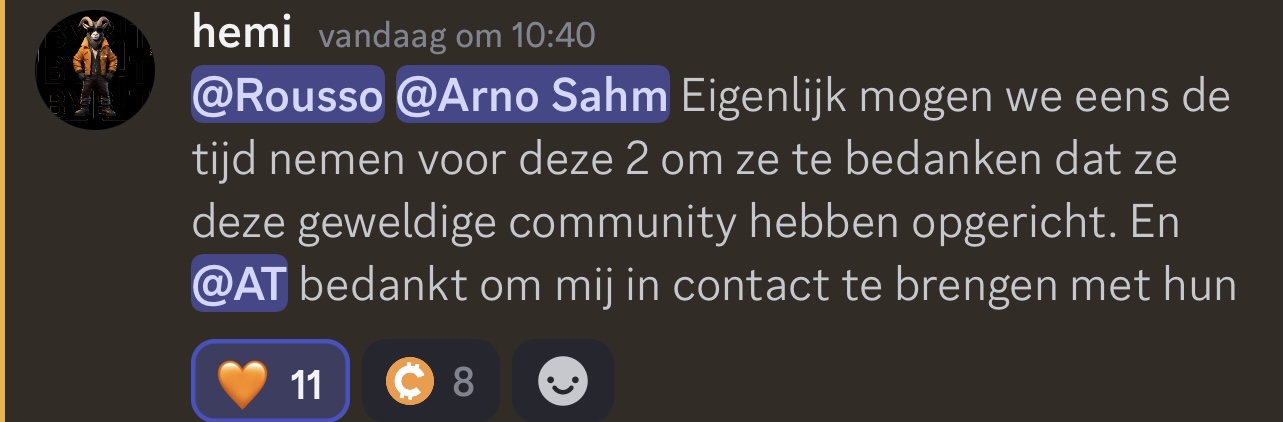 hemi vandaag om 10:40
@Rousso @Arno Sahm Eigenlijk mogen we eens de
tijd nemen voor deze 2 om ze te bedanken dat ze
deze geweldige community hebben opgericht. En
@AT bedankt om mij in contact te brengen met hun
🧡 11 8